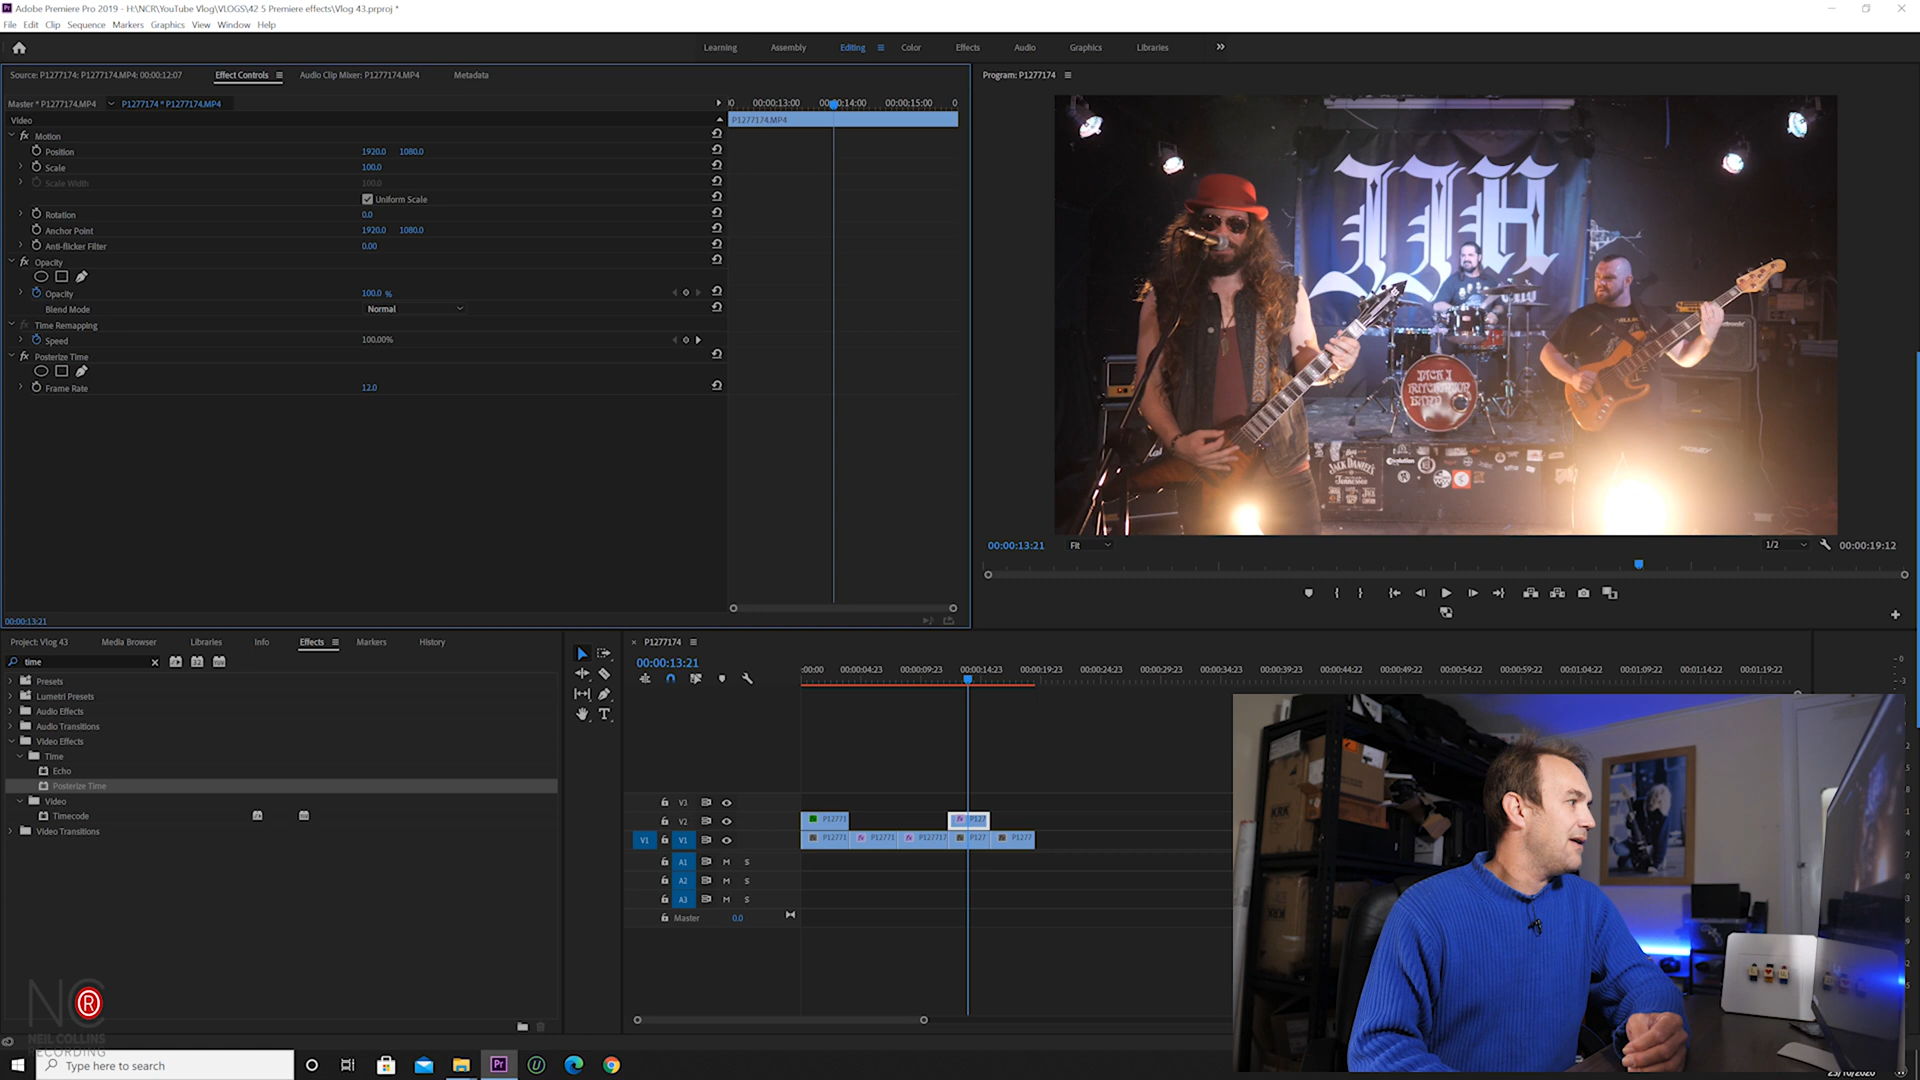 Adobe Premiere Pro 2019 - H:\NCR\YouTube Vlog\VLOGS\42 5 Premiere effects\Vlog 43.prproj *
File Edit Clip Sequence Markers Graphics View Window Help
Learning Assembly Editing Color Effects Audio Graphics Libraries
Source: P1277174: P1277174.MP4: 00:00:12:07 Effect Controls Audio Clip Mixer: P1277174.MP4 Metadata
Program: P1277174
Master * P1277174.MP4 P1277174 * P1277174.MP4
00:00:13:00 00:00:14:00 00:00:15:00
Video
P1277174.MP4
fx Motion
Position 1920.0 1080.0
Scale 100.0
Scale Width 100.0
Uniform Scale
Rotation 0.0
Anchor Point 1920.0 1080.0
Anti-flicker Filter 0.00
fx Opacity
Opacity 100.0 %
Blend Mode Normal
Time Remapping
Speed 100.00%
fx Posterize Time
Frame Rate 12.0
JJH
JACK J
HUTCHINSON
BAND
JACK DANIEL'S
Tennessee
00:00:13:21 Fit 1/2 00:00:19:12
00:00:13:21
Project: Vlog 43 Media Browser Libraries Info Effects Markers History
time
Presets
Lumetri Presets
Audio Effects
Audio Transitions
Video Effects
Time
Echo
Posterize Time
Video
Timecode
Video Transitions
P1277174
00:00:13:21
:00:00 00:00:04:23 00:00:09:23 00:00:14:23 00:00:19:23 00:00:24:23 00:00:29:23 00:00:34:23 00:00:39:23 00:00:44:22 00:00:49:22 00:00:54:22 00:00:59:22 00:01:04:22 00:01:09:22 00:01:14:22 00:01:19:22
V3
V2 P12771 P127
V1 V1 P12771 P12771 P127717 P127 P1277
A1 M S
A2 M S
A3 M S
Master 0.0
KRK
NC R
NEIL COLLINS
RECORDING
Type here to search
Pr